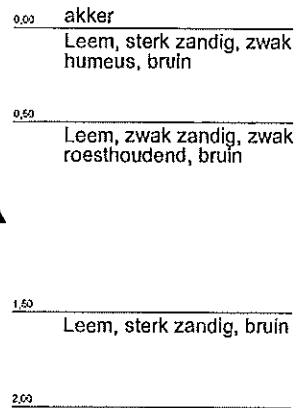 0,00 akker
Leem, sterk zandig, zwak
humeus, bruin
0,50
Leem, zwak zandig, zwak
roesthoudend, bruin
1,50
Leem, sterk zandig, bruin
2,00